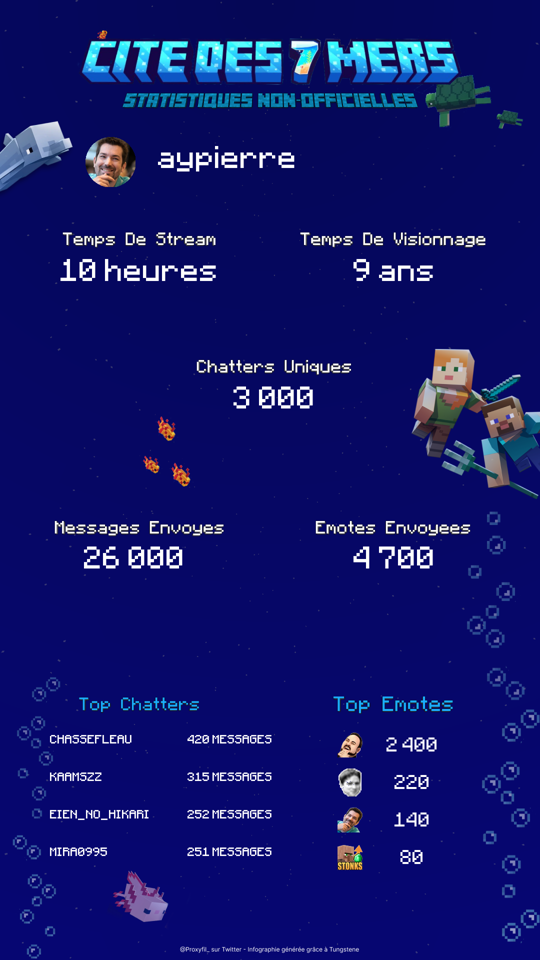 CITE DES 7 MERS
STATISTIQUES NON-OFFICIELLES
aypierre
Temps De Stream
10 heures
Temps De Visionnage
9 ans
Chatters Uniques
3 000
Messages Envoyes
26 000
Emotes Envoyees
4 700
Top Chatters
CHASSEFLEAU 420 MESSAGES
KAAMSZZ 315 MESSAGES
EIEN_NO_HIKARI 252 MESSAGES
MIRA0995 251 MESSAGES
Top Emotes
2 400
220
140
STONKS 80
@Proxyfil_ sur Twitter - Infographie générée grâce à Tungstene